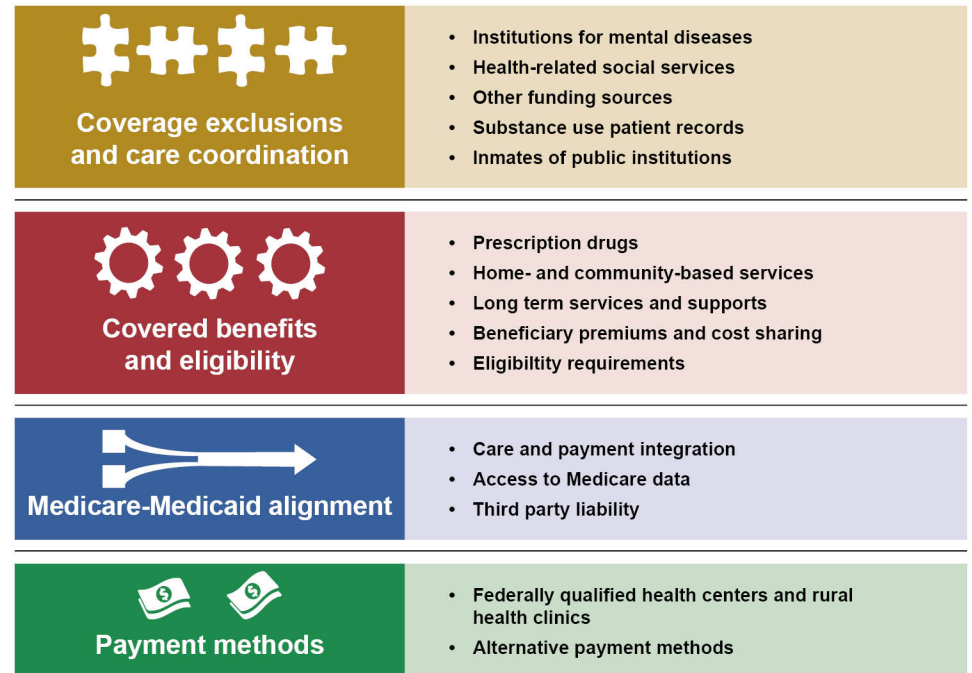 Coverage exclusions
and care coordination
• Institutions for mental diseases
• Health-related social services
• Other funding sources
• Substance use patient records
• Inmates of public institutions
Covered benefits
and eligibility
• Prescription drugs
• Home- and community-based services
• Long term services and supports
• Beneficiary premiums and cost sharing
• Eligibiltity requirements
Medicare-Medicaid alignment
• Care and payment integration
• Access to Medicare data
• Third party liability
Payment methods
• Federally qualified health centers and rural
health clinics
• Alternative payment methods